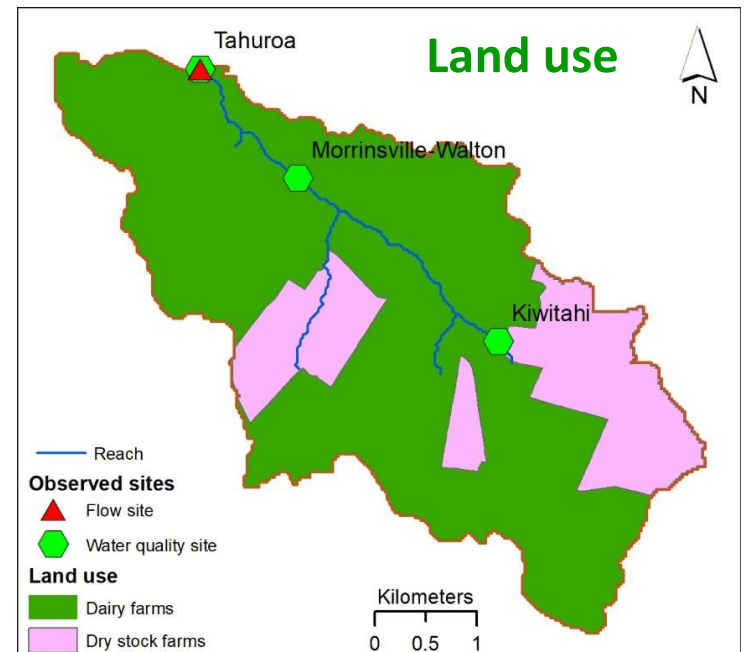 Land use
N
Tahuroa
Morrinsville-Walton
Kiwitahi
Reach
Observed sites
Flow site
Water quality site
Land use
Dairy farms
Dry stock farms
Kilometers
0 0.5 1